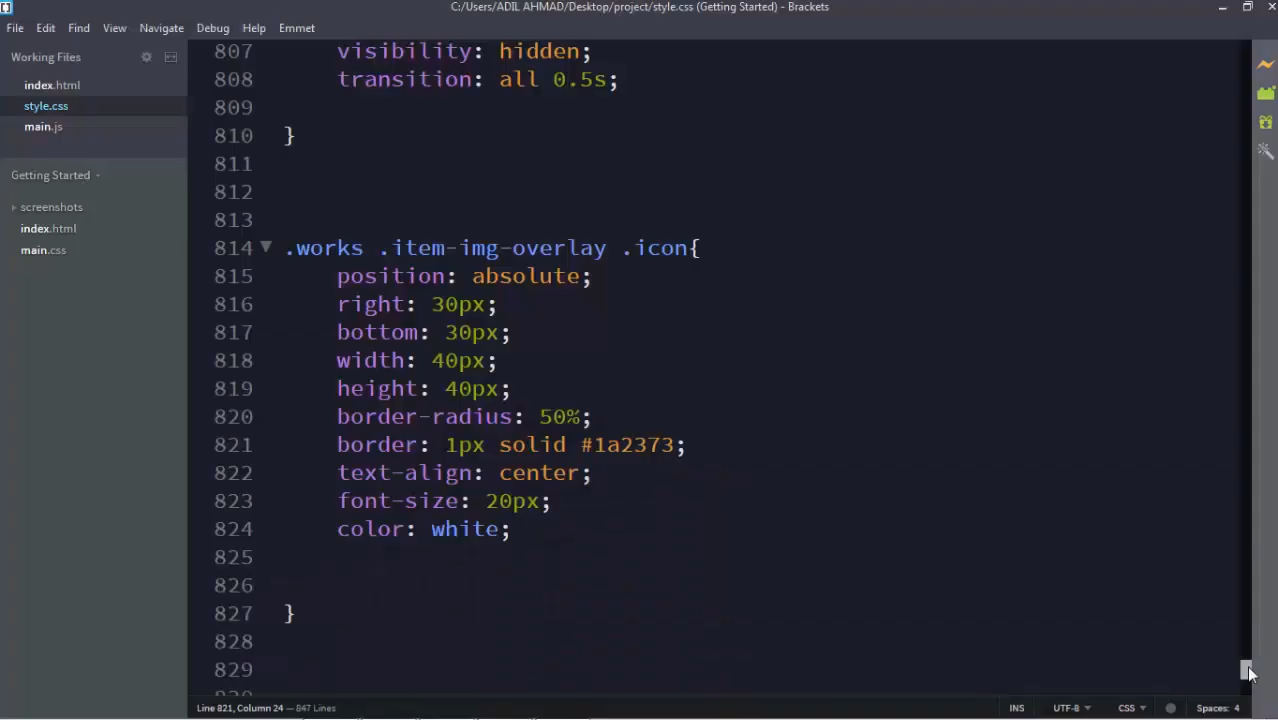 C:/Users/ADIL AHMAD/Desktop/project/style.css (Getting Started) - Brackets
File Edit Find View Navigate Debug Help Emmet
Working Files
index.html
style.css
main.js
Getting Started
screenshots
index.html
main.css
807 visibility: hidden;
808 transition: all 0.5s;
809
810 }
811
812
813
814 .works .item-img-overlay .icon{
815 position: absolute;
816 right: 30px;
817 bottom: 30px;
818 width: 40px;
819 height: 40px;
820 border-radius: 50%;
821 border: 1px solid #1a2373;
822 text-align: center;
823 font-size: 20px;
824 color: white;
825
826
827 }
828
829
Line 821, Column 24 — 847 Lines INS UTF-8 CSS Spaces: 4